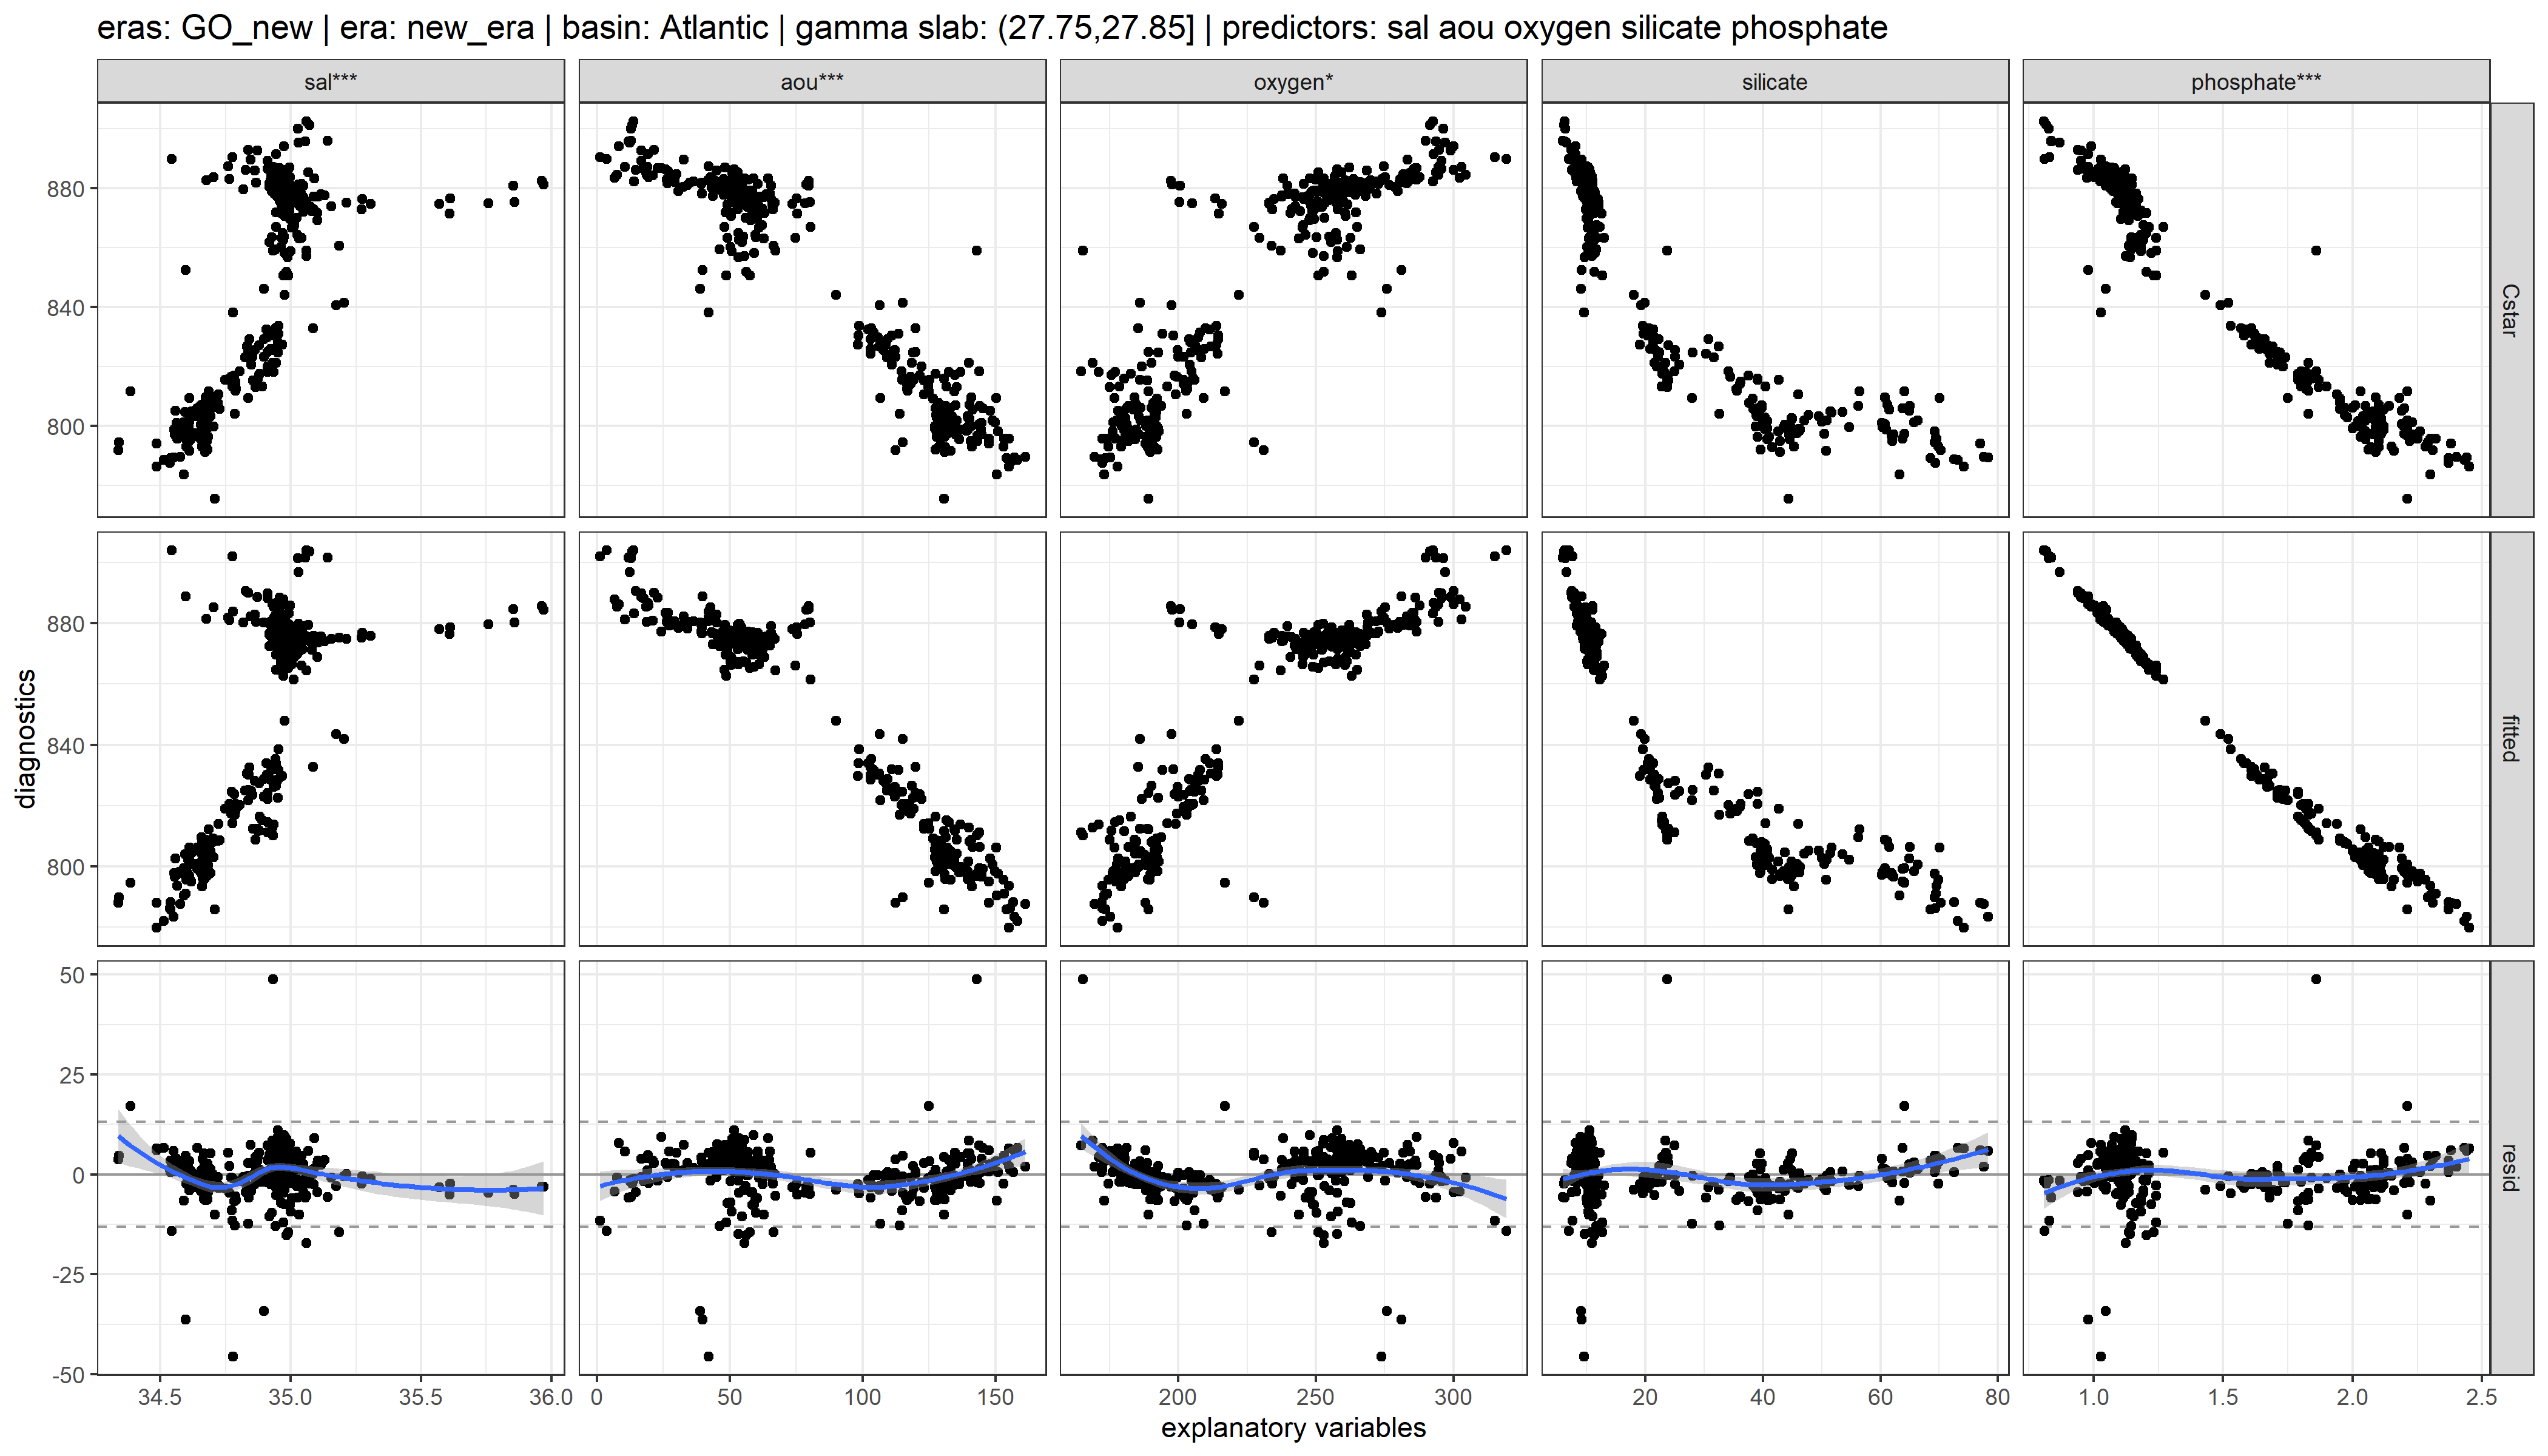 eras: GO_new | era: new_era | basin: Atlantic | gamma slab: (27.75,27.85] | predictors: sal aou oxygen silicate phosphate
sal*** aou*** oxygen* silicate phosphate***
880
840
800
Cstar
880
840
800
fitted
diagnostics
50
25
0
-25
-50
resid
34.5 35.0 35.5 36.0 0 50 100 150 200 250 300 20 40 60 80 1.0 1.5 2.0 2.5
explanatory variables